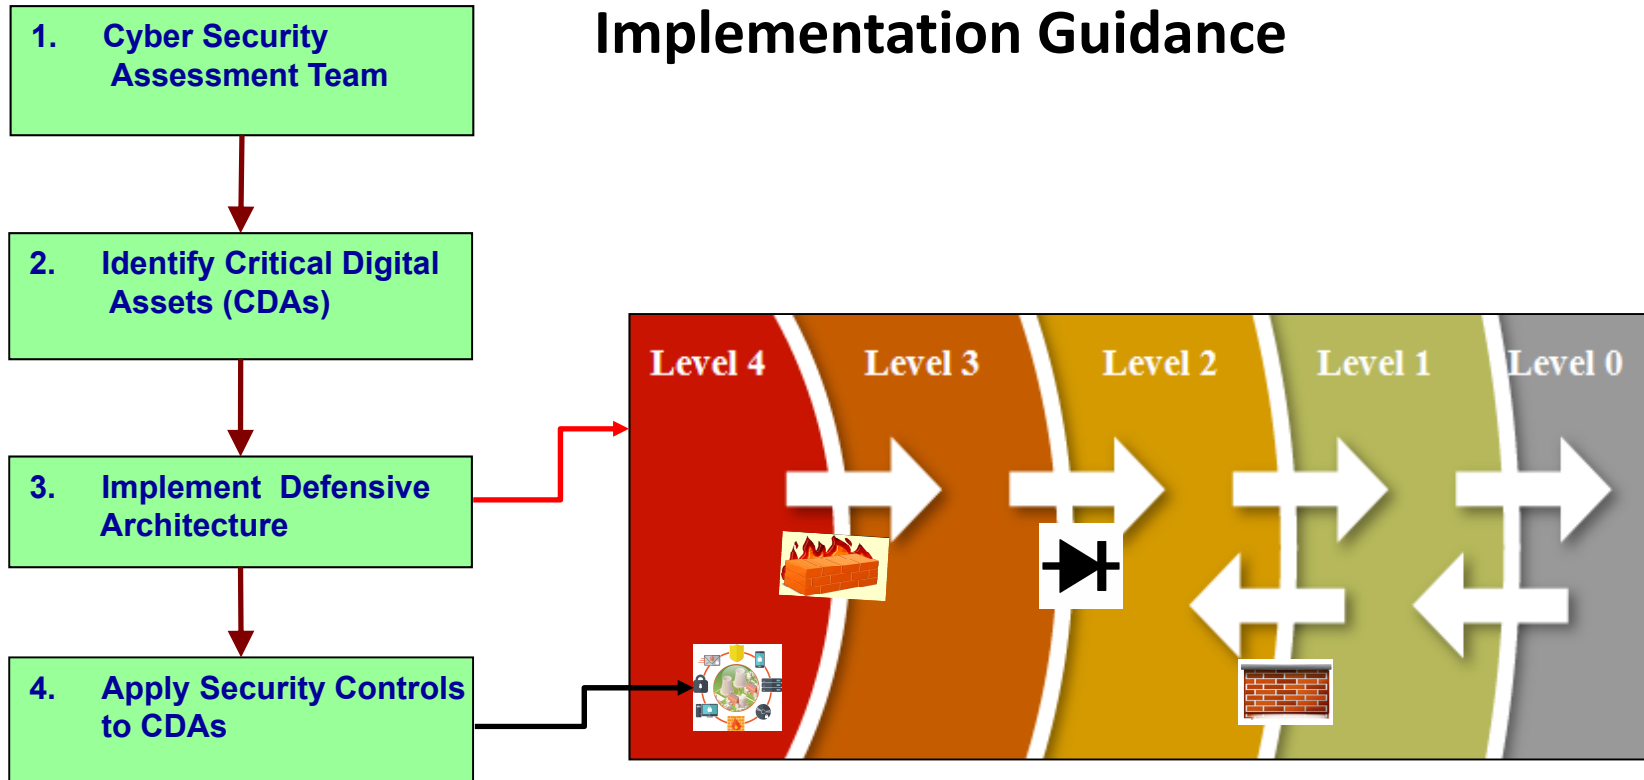 Implementation Guidance
1. Cyber Security
Assessment Team
2. Identify Critical Digital
Assets (CDAs)
3. Implement Defensive
Architecture
4. Apply Security Controls
to CDAs
Level 4 Level 3 Level 2 Level 1 Level 0